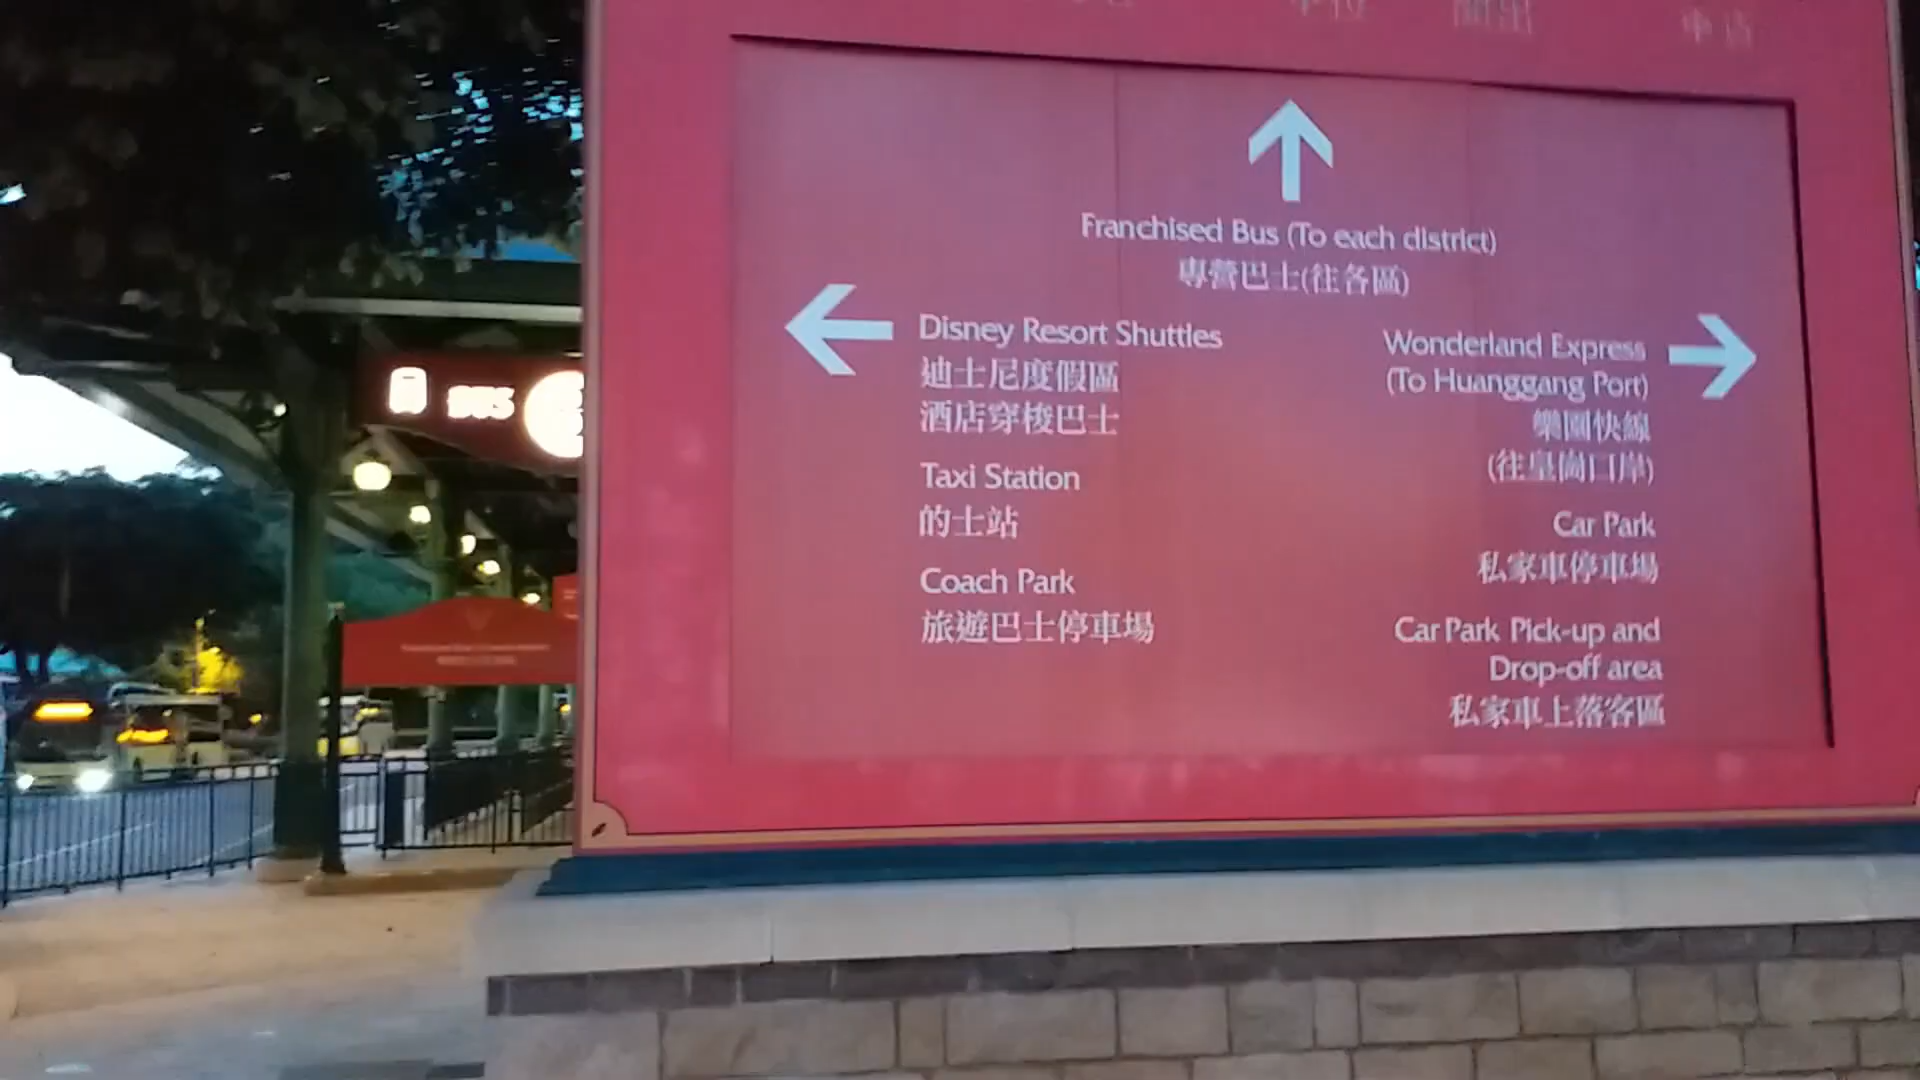 Franchised Bus (To each district)
專營巴士(往各區)
Disney Resort Shuttles
迪士尼度假區
酒店穿梭巴士
Taxi Station
的士站
Coach Park
旅遊巴士停車場
Wonderland Express
(To Huanggang Port)
樂園快線
(往皇崗口岸)
Car Park
私家車停車場
Car Park Pick-up and
Drop-off area
私家車上落客區
BUS